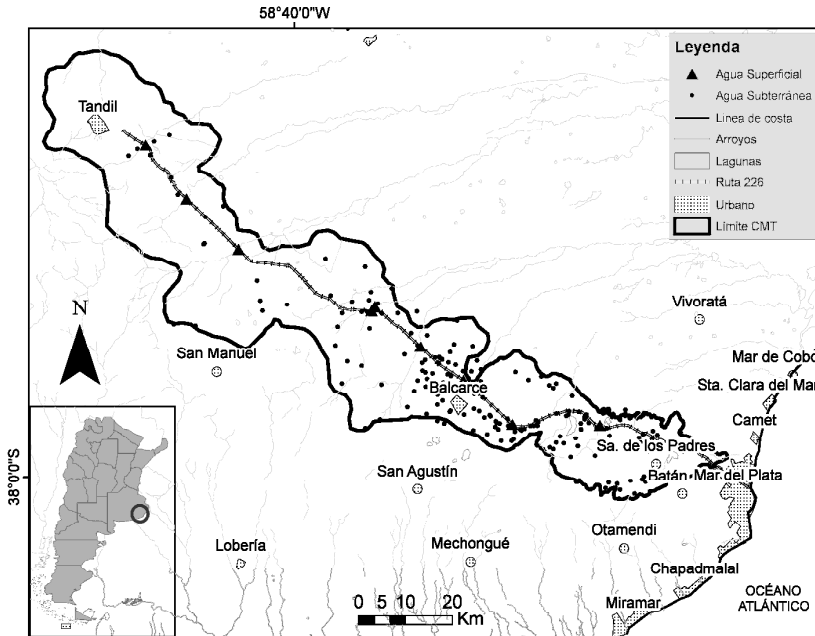 58°40'0"W
Leyenda
Agua Superficial
Agua Subterránea
Línea de costa
Arroyos
Lagunas
Ruta 226
Urbano
Límite CMT
Tandil
N
San Manuel
Vivoratá
Mar de Cobo
Sta. Clara del Mar
Camet
Balcarce
Sa. de los Padres
Batán
Mar del Plata
San Agustín
38°0'0"S
Lobería
Mechongué
Otamendi
Chapadmalal
Miramar
OCÉANO
ATLÁNTICO
0 5 10 20
Km